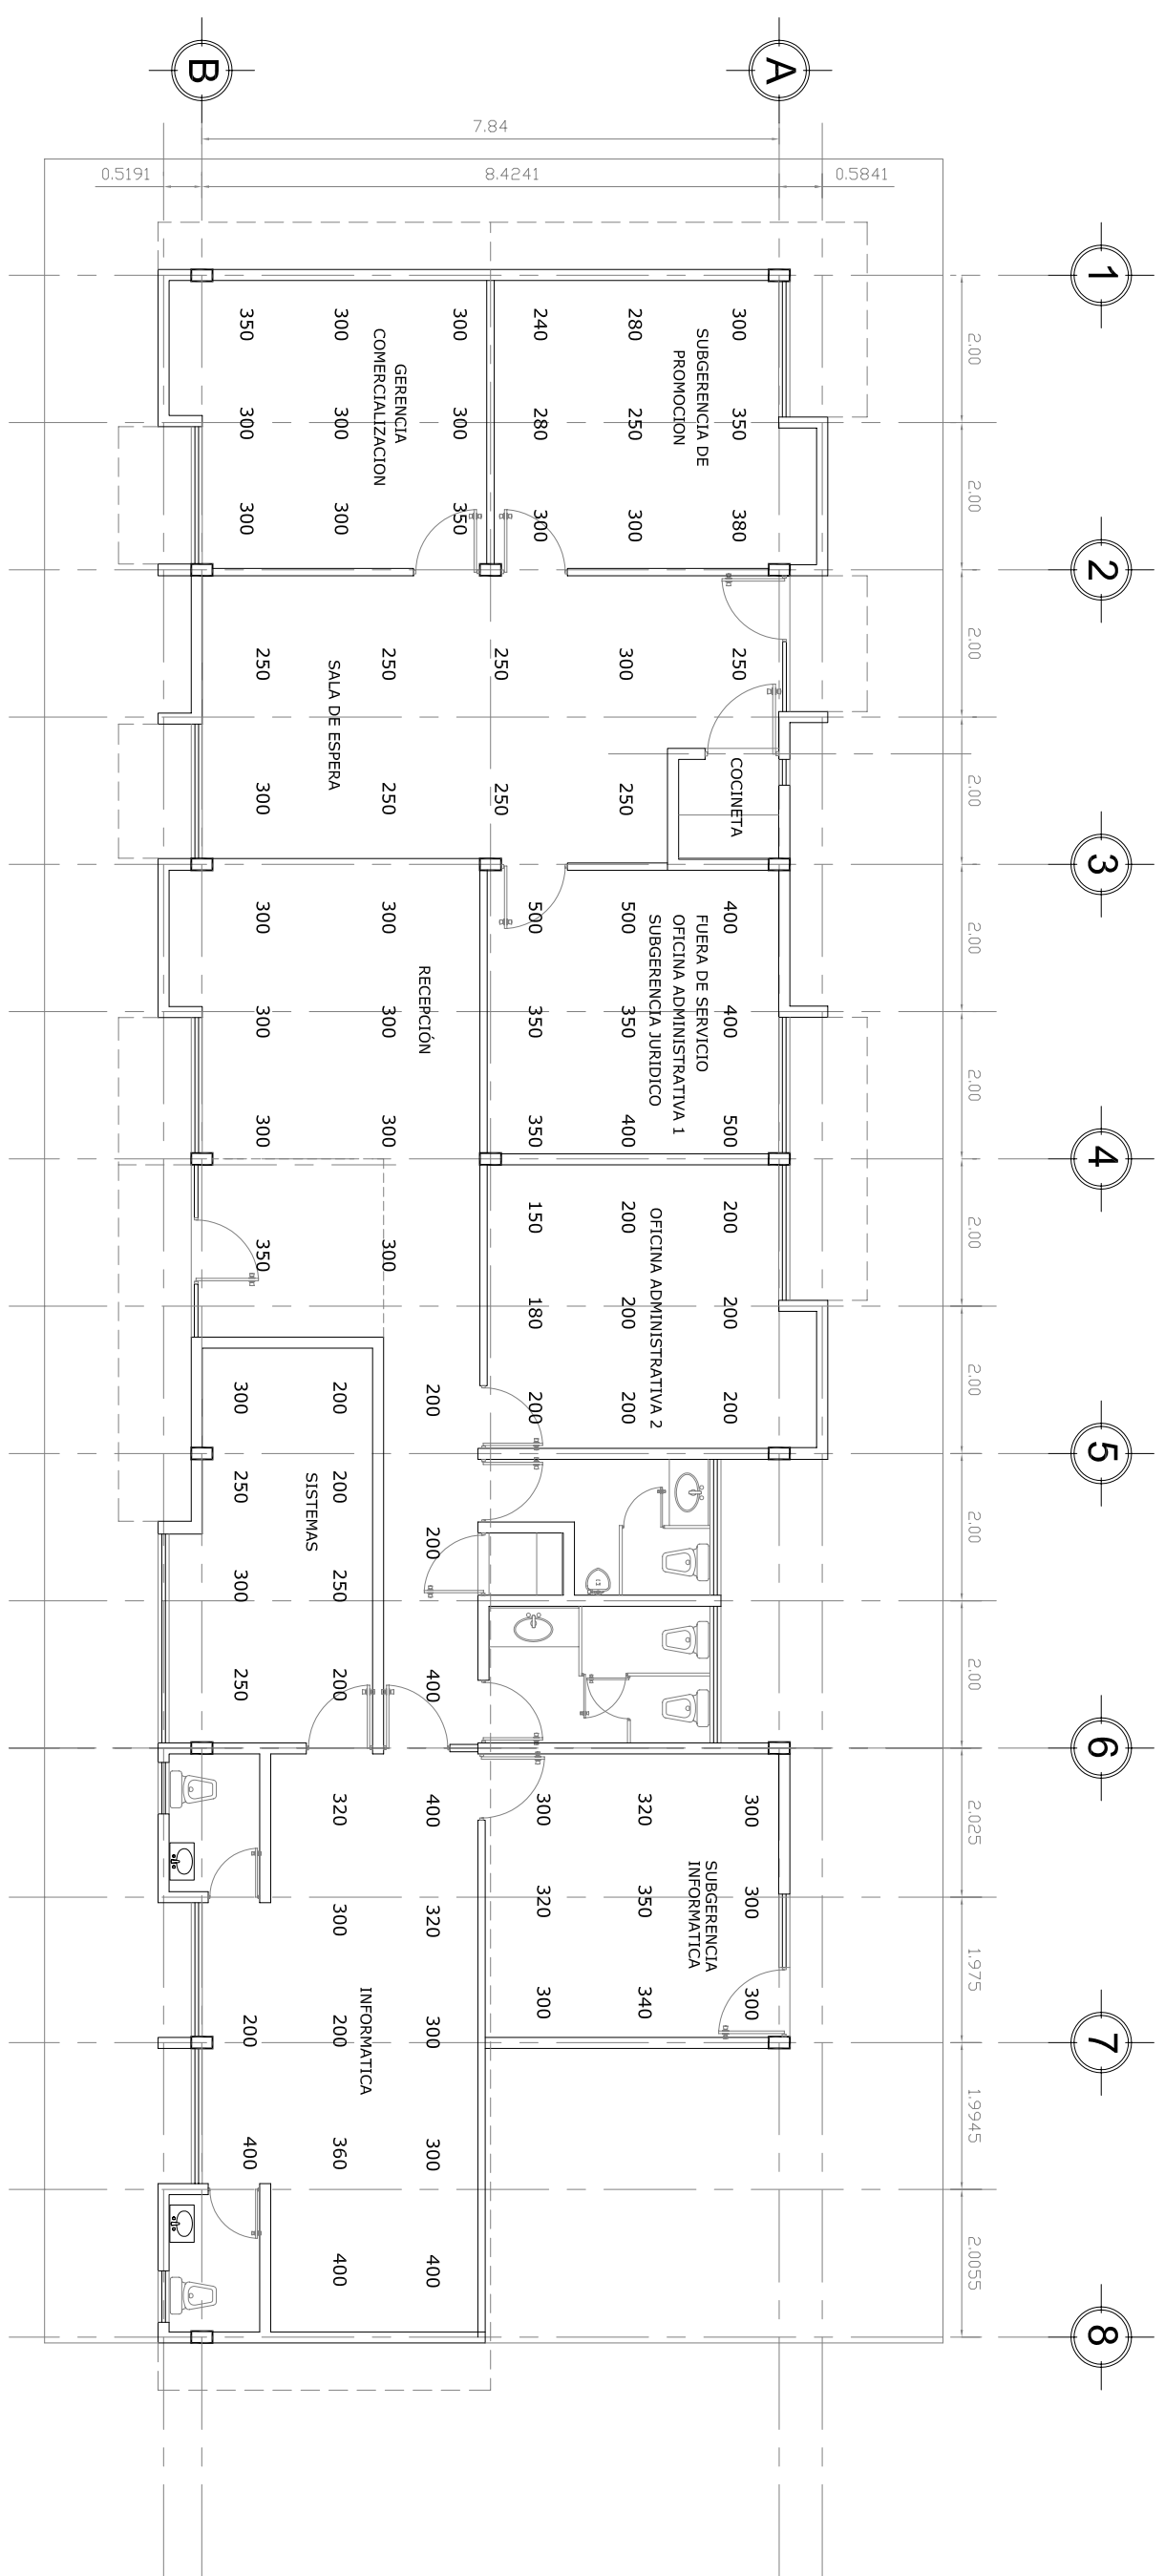 1
2
3
4
5
6
7
8
2.00
2.00
2.00
2.00
2.00
2.00
2.00
2.00
2.00
2.00
2.025
1.975
1.9945
2.0055
A
B
0.5841
7.84
8.4241
0.5191
SUBGERENCIA DE
PROMOCION
300 350 380
280 250 300
240 280 300
GERENCIA
COMERCIALIZACION
300 300 350
300 300 300
350 300 300
SALA DE ESPERA
250
300 250
250 250
250 250
250 300
COCINETA
FUERA DE SERVICIO
OFICINA ADMINISTRATIVA 1
SUBGERENCIA JURIDICO
400 400 500
500 350 400
500 350 350
RECEPCIÓN
300 300 300 300
300 300 300 350
OFICINA ADMINISTRATIVA 2
200 200 200
200 200 200
150 180 200
200 200 400
SISTEMAS
200 200 250 200
300 250 300 250
SUBGERENCIA
INFORMATICA
300 300 300
320 350 340
300 320 300
INFORMATICA
400 320 300 300 400
320 300 200 360 400
200 400